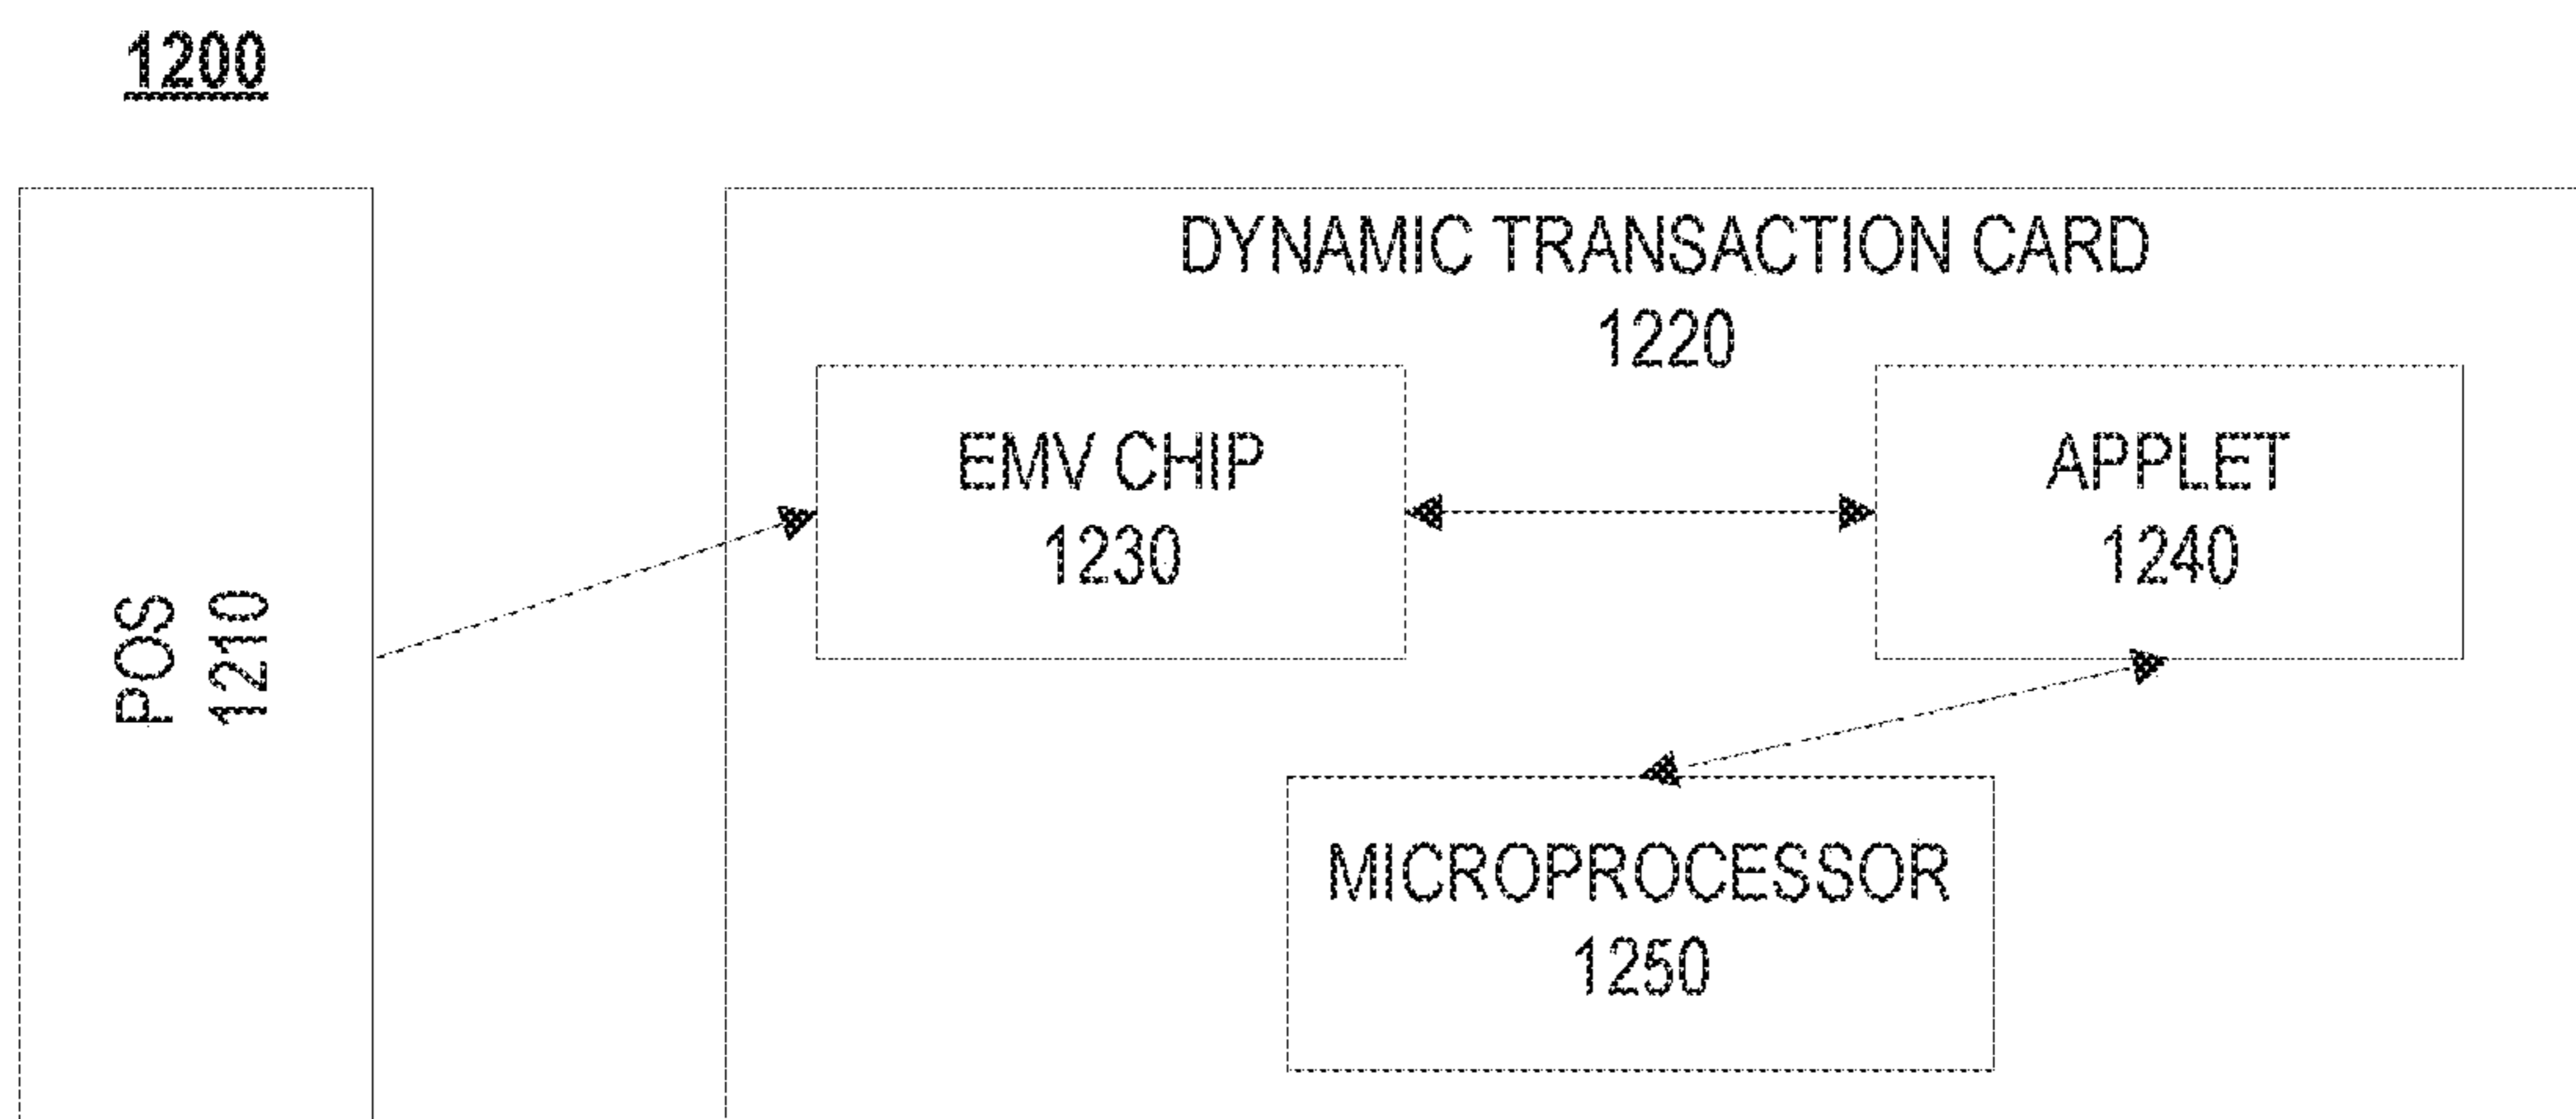 1200
POS
1210
DYNAMIC TRANSACTION CARD
1220
EMV CHIP
1230
APPLET
1240
MICROPROCESSOR
1250